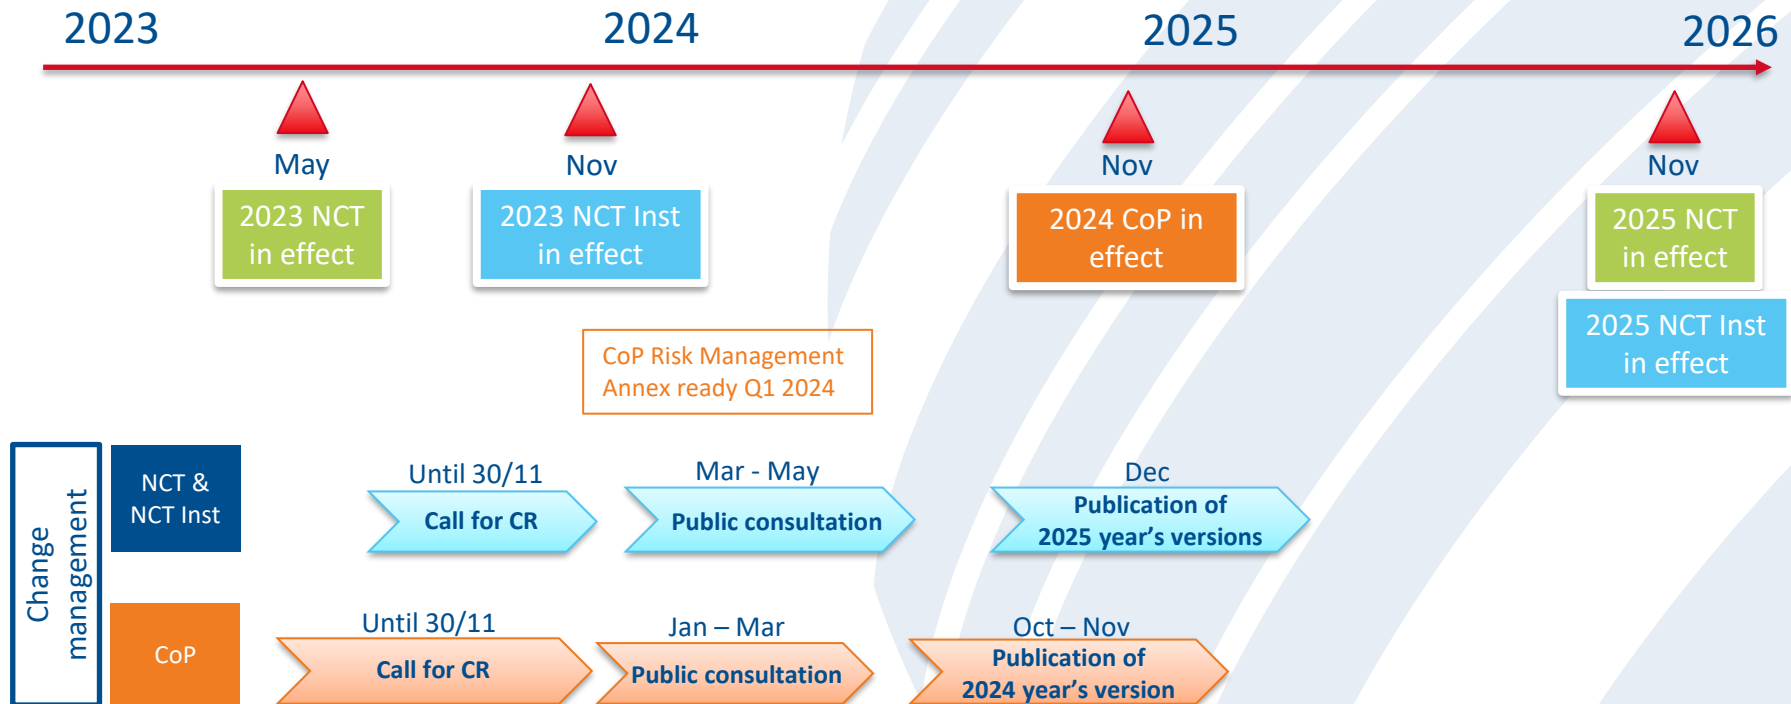 2023
2024
2025
2026
May
Nov
Nov
Nov
2023 NCT
in effect
2023 NCT Inst
in effect
2024 CoP in
effect
2025 NCT
in effect
2025 NCT Inst
in effect
CoP Risk Management
Annex ready Q1 2024
Change
management
NCT &
NCT Inst
Until 30/11
Call for CR
Mar - May
Public consultation
Dec
Publication of
2025 year's versions
CoP
Until 30/11
Call for CR
Jan – Mar
Public consultation
Oct – Nov
Publication of
2024 year's version